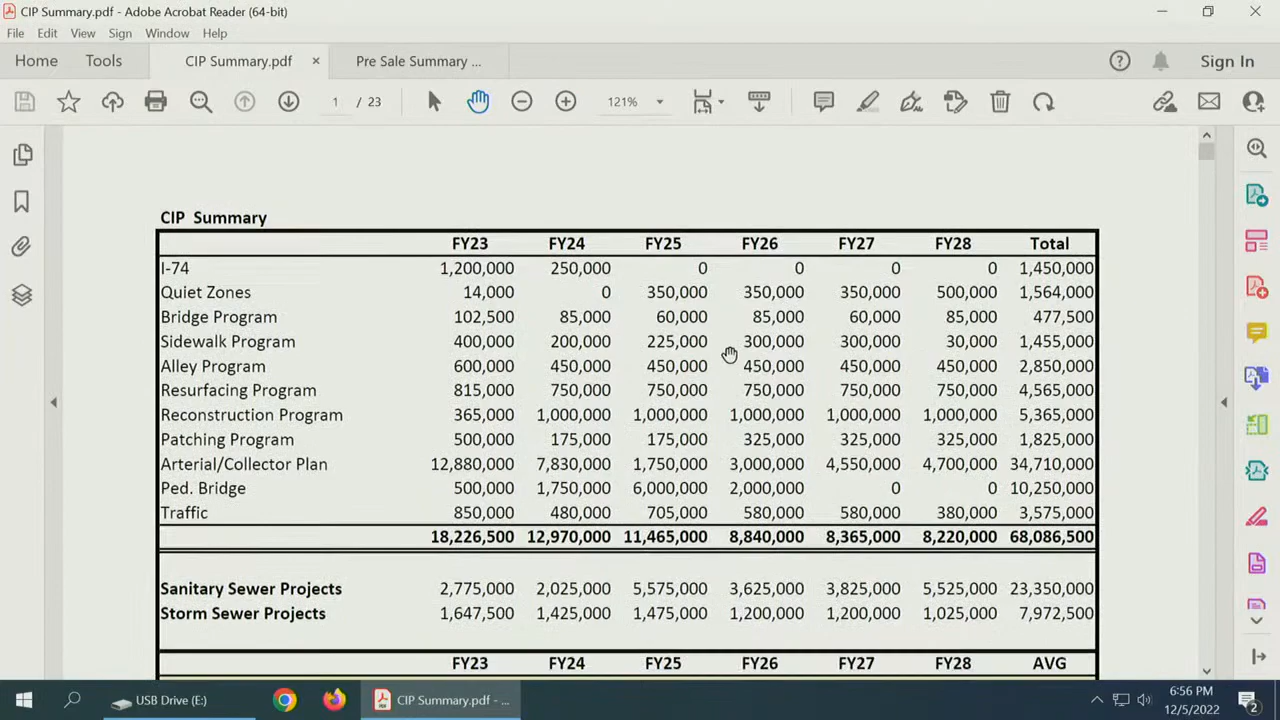 CIP Summary.pdf - Adobe Acrobat Reader (64-bit)
File Edit View Sign Window Help
Home Tools CIP Summary.pdf × Pre Sale Summary ... Sign In
1 / 23 121%
CIP Summary
FY23 FY24 FY25 FY26 FY27 FY28 Total
I-74 1,200,000 250,000 0 0 0 0 1,450,000
Quiet Zones 14,000 0 350,000 350,000 350,000 500,000 1,564,000
Bridge Program 102,500 85,000 60,000 85,000 60,000 85,000 477,500
Sidewalk Program 400,000 200,000 225,000 300,000 300,000 30,000 1,455,000
Alley Program 600,000 450,000 450,000 450,000 450,000 450,000 2,850,000
Resurfacing Program 815,000 750,000 750,000 750,000 750,000 750,000 4,565,000
Reconstruction Program 365,000 1,000,000 1,000,000 1,000,000 1,000,000 1,000,000 5,365,000
Patching Program 500,000 175,000 175,000 325,000 325,000 325,000 1,825,000
Arterial/Collector Plan 12,880,000 7,830,000 1,750,000 3,000,000 4,550,000 4,700,000 34,710,000
Ped. Bridge 500,000 1,750,000 6,000,000 2,000,000 0 0 10,250,000
Traffic 850,000 480,000 705,000 580,000 580,000 380,000 3,575,000
18,226,500 12,970,000 11,465,000 8,840,000 8,365,000 8,220,000 68,086,500
Sanitary Sewer Projects 2,775,000 2,025,000 5,575,000 3,625,000 3,825,000 5,525,000 23,350,000
Storm Sewer Projects 1,647,500 1,425,000 1,475,000 1,200,000 1,200,000 1,025,000 7,972,500
FY23 FY24 FY25 FY26 FY27 FY28 AVG
USB Drive (E:) CIP Summary.pdf - ... 6:56 PM
12/5/2022 2